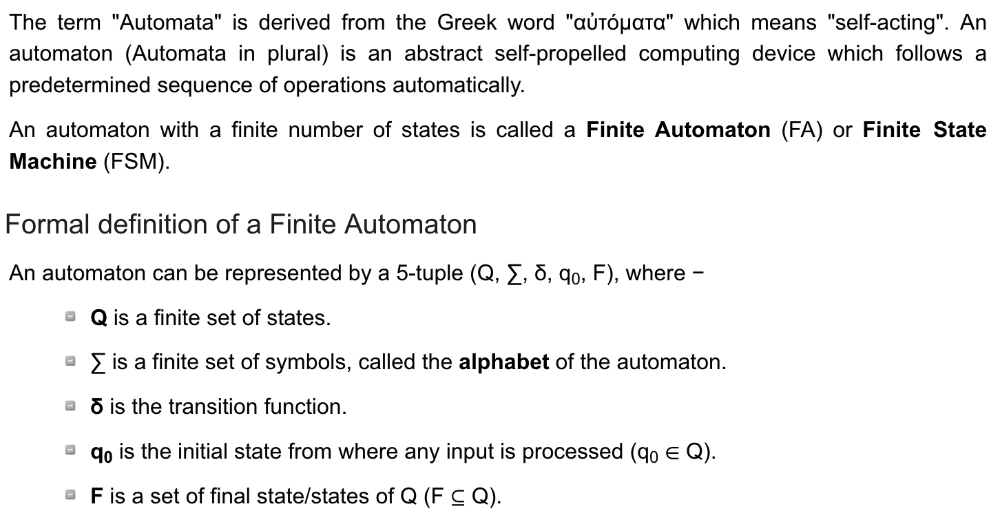 The term "Automata" is derived from the Greek word "αὐτόματα" which means "self-acting". An
automaton (Automata in plural) is an abstract self-propelled computing device which follows a
predetermined sequence of operations automatically.
An automaton with a finite number of states is called a Finite Automaton (FA) or Finite State
Machine (FSM).
Formal definition of a Finite Automaton
An automaton can be represented by a 5-tuple (Q, ∑, δ, q₀, F), where −
Q is a finite set of states.
∑ is a finite set of symbols, called the alphabet of the automaton.
δ is the transition function.
q₀ is the initial state from where any input is processed (q₀ ∈ Q).
F is a set of final state/states of Q (F ⊆ Q).